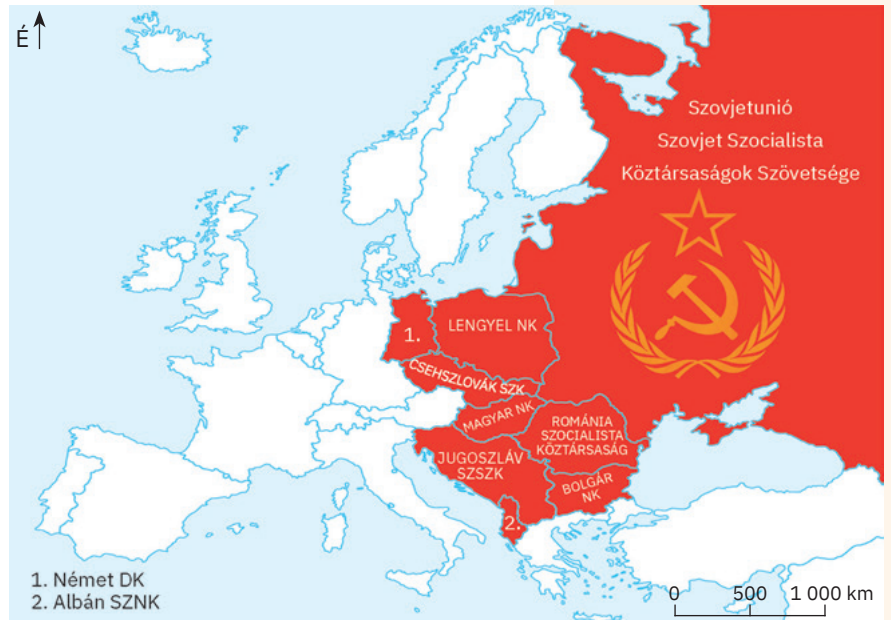 É
Szovjetunió
Szovjet Szocialista
Köztársaságok Szövetsége
1.
LENGYEL NK
CSEHSZLOVÁK SZK
MAGYAR NK
ROMÁNIA
SZOCIALISTA
KÖZTÁRSASÁG
JUGOSZLÁV
SZSZK
BOLGÁR
NK
2.
1. Német DK
2. Albán SZNK
0 500 1 000 km